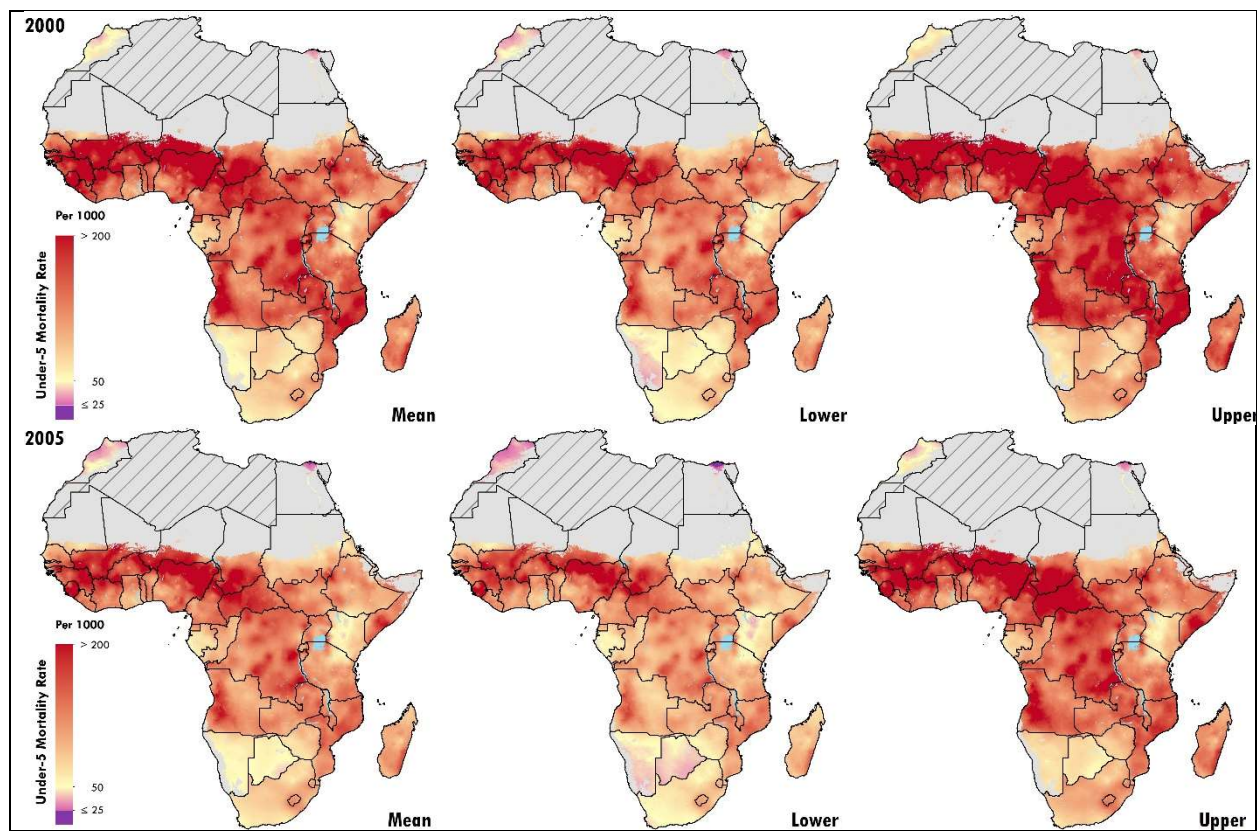 2000
Per 1000
> 200
Under-5 Mortality Rate
50
≤ 25
Mean
Lower
Upper
2005
Per 1000
> 200
Under-5 Mortality Rate
50
≤ 25
Mean
Lower
Upper